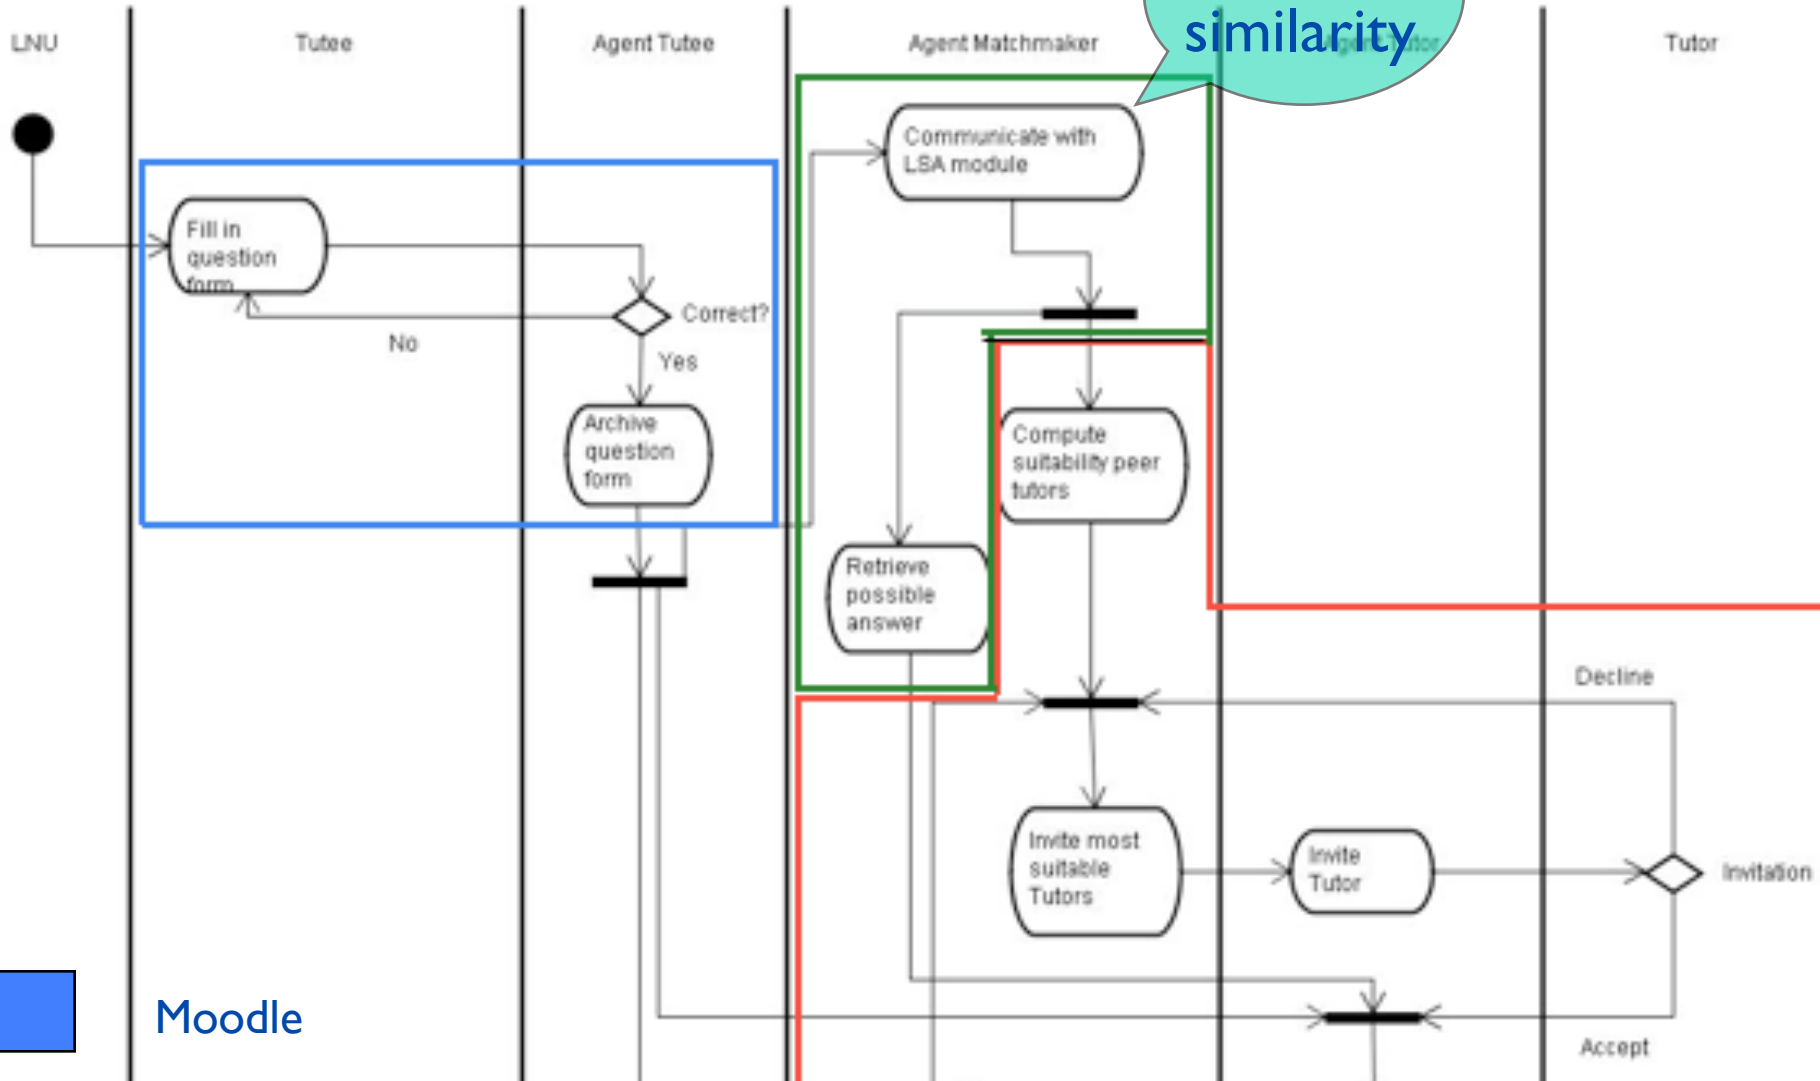 LNU
Tutee
Agent Tutee
Agent Matchmaker
similarity
Agent Tutor
Tutor
Communicate with
LSA module
Fill in
question
form
Correct?
No
Yes
Archive
question
form
Compute
suitability peer
tutors
Retrieve
possible
answer
Decline
Invite most
suitable
Tutors
Invite
Tutor
Invitation
Moodle
Accept